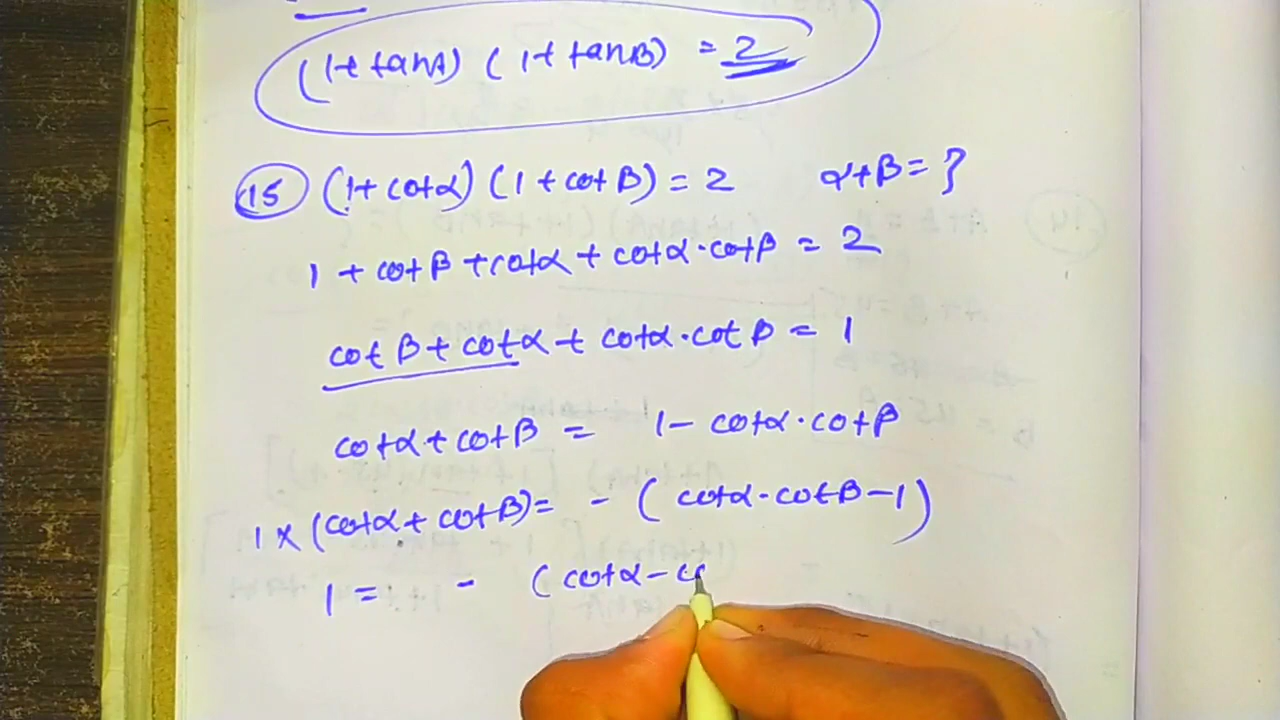 (1+tanA) (1+tanB) = 2
15 (1+cotα) (1+cotβ) = 2 α+β = ?
1 + cotβ + cotα + cotα·cotβ = 2
cotβ + cotα + cotα·cotβ = 1
cotα + cotβ = 1 - cotα·cotβ
1 × (cotα + cotβ) = - (cotα·cotβ - 1)
1 = - (cotα - co